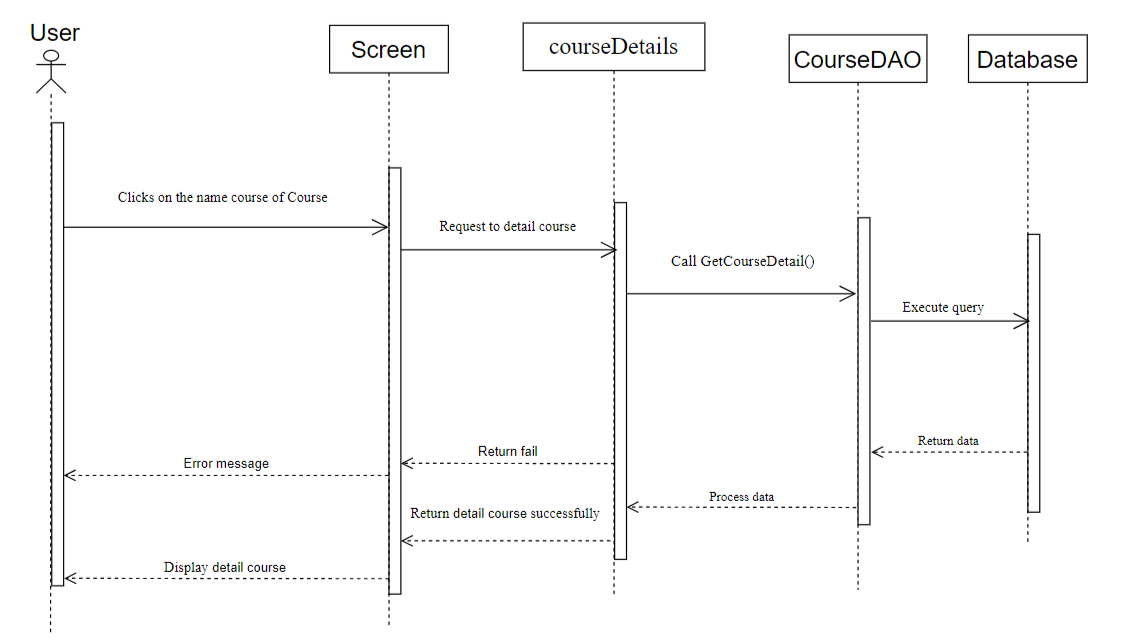 User
Screen
courseDetails
CourseDAO
Database
Clicks on the name course of Course
Request to detail course
Call GetCourseDetail()
Execute query
Return data
Return fail
Error message
Process data
Return detail course successfully
Display detail course